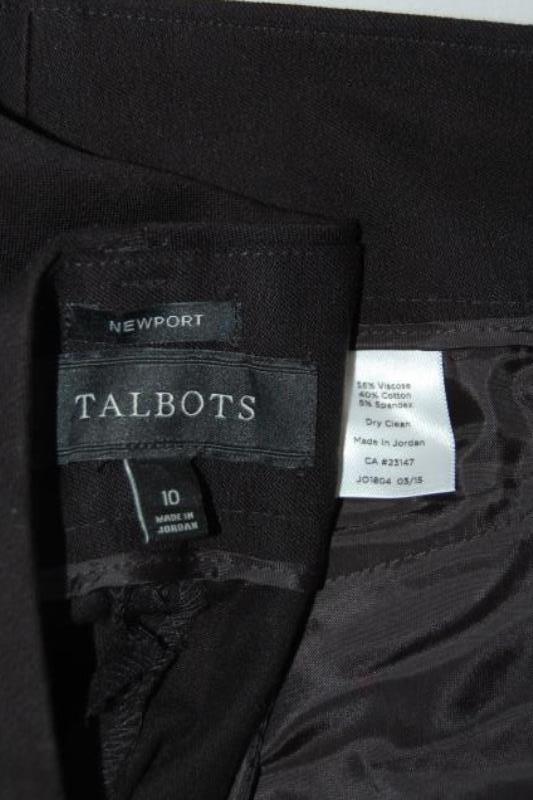 NEWPORT
TALBOTS
10
MADE IN
JORDAN
55% Viscose
40% Cotton
5% Spandex
Dry Clean
Made in Jordan
CA #23147
JO1804 03/15